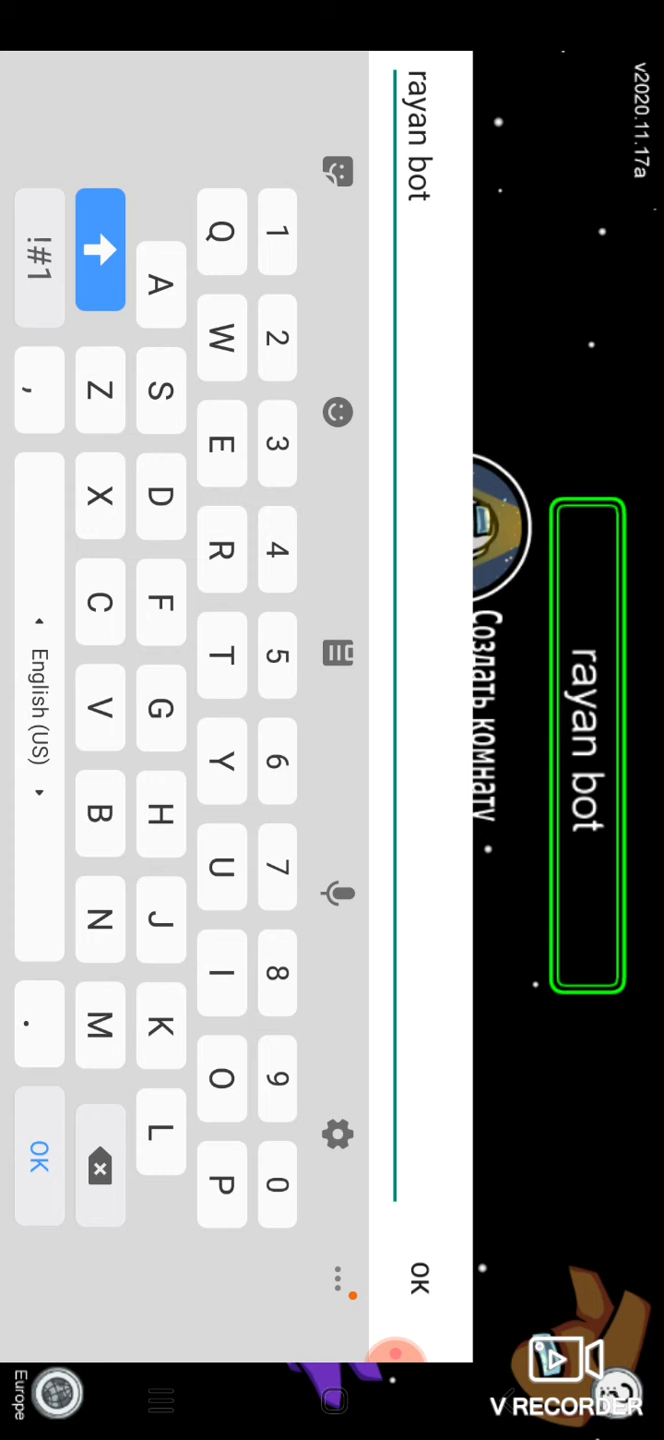 v2020.11.17a
rayan bot
Создать комнату
rayan bot
OK
1 2 3 4 5 6 7 8 9 0
Q W E R T Y U I O P
A S D F G H J K L
Z X C V B N M
!#1 , English (US) . OK
Europe
V RECORDER